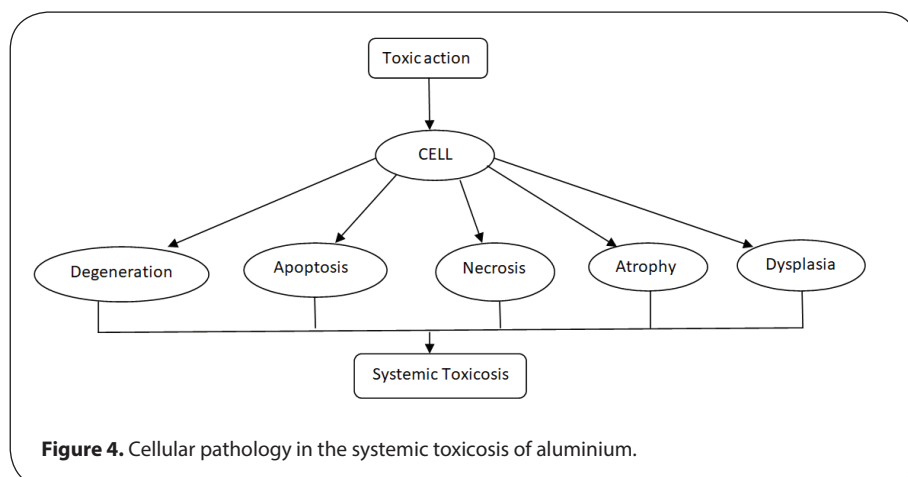 Toxic action
CELL
Degeneration
Apoptosis
Necrosis
Atrophy
Dysplasia
Systemic Toxicosis
Figure 4. Cellular pathology in the systemic toxicosis of aluminium.